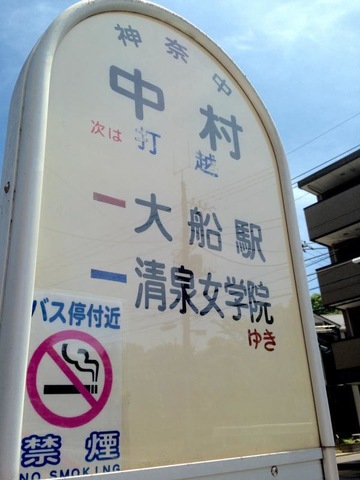 神奈中
中村
次は 打越
大船駅
清泉女学院
ゆき
バス停付近
禁煙
NO SMOKING